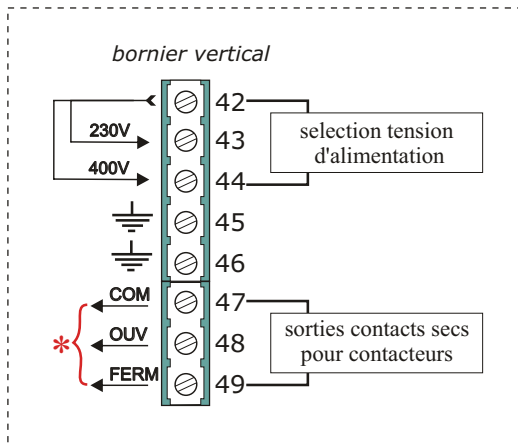 bornier vertical
42
230V
43
selection tension
d'alimentation
400V
44
45
46
COM
47
OUV
48
sorties contacts secs
pour contacteurs
FERM
49
*